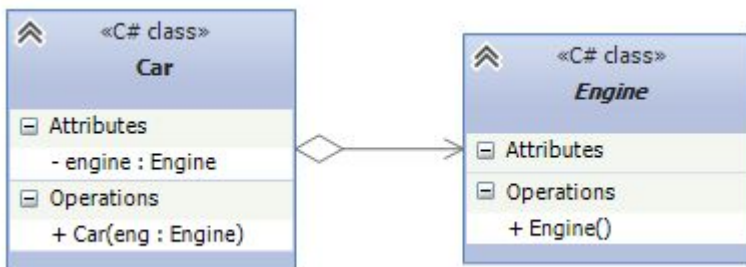 «C# class»
Car
Attributes
- engine : Engine
Operations
+ Car(eng : Engine)
«C# class»
Engine
Attributes
Operations
+ Engine()